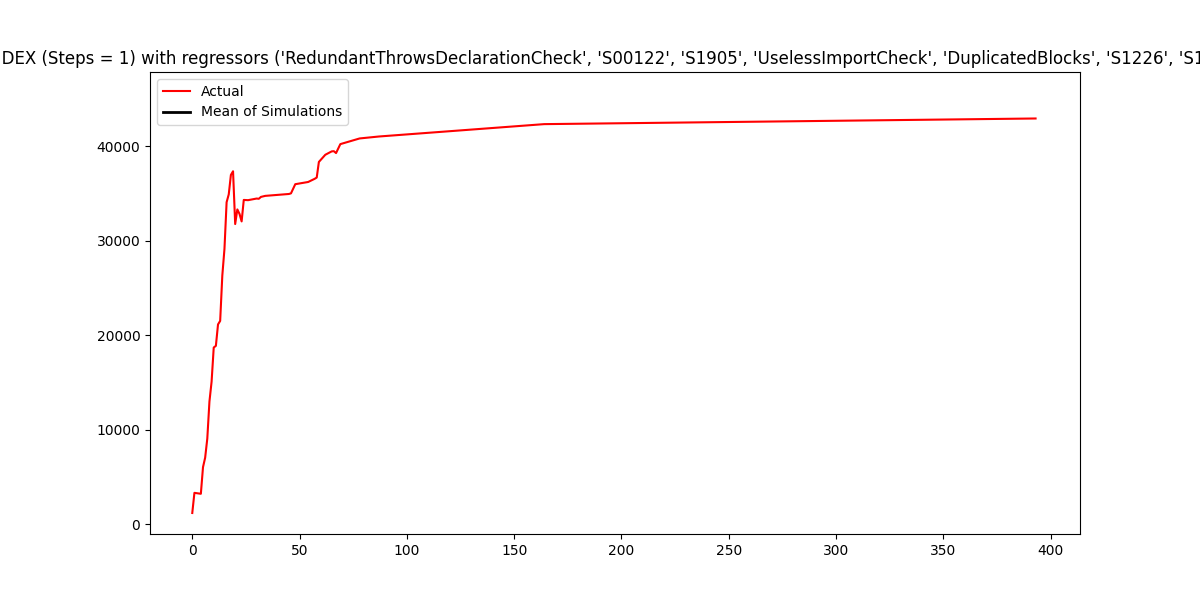 DEX (Steps = 1) with regressors ('RedundantThrowsDeclarationCheck', 'S00122', 'S1905', 'UselessImportCheck', 'DuplicatedBlocks', 'S1226', 'S1
Actual
Mean of Simulations
40000
30000
20000
10000
0
0 50 100 150 200 250 300 350 400